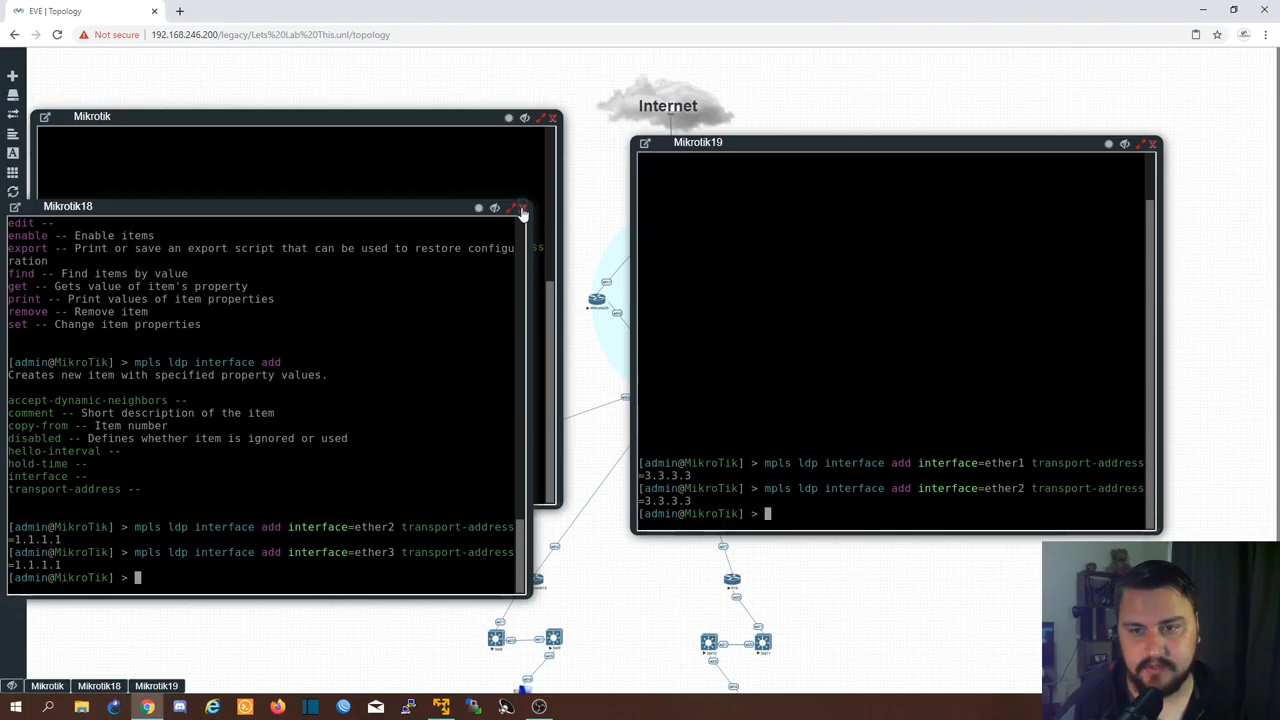 EVE | Topology
Not secure
192.168.246.200/legacy/Lets%20Lab%20This.unl/topology
Internet
Mikrotik
Mikrotik18
edit --
enable -- Enable items
export -- Print or save an export script that can be used to restore configu
ration
find -- Find items by value
get -- Gets value of item's property
print -- Print values of item properties
remove -- Remove item
set -- Change item properties
[admin@MikroTik] > mpls ldp interface add
Creates new item with specified property values.
accept-dynamic-neighbors --
comment -- Short description of the item
copy-from -- Item number
disabled -- Defines whether item is ignored or used
hello-interval --
hold-time --
interface --
transport-address --
[admin@MikroTik] > mpls ldp interface add interface=ether2 transport-address
=1.1.1.1
[admin@MikroTik] > mpls ldp interface add interface=ether3 transport-address
=1.1.1.1
[admin@MikroTik] >
ss
Mikrotik19
[admin@MikroTik] > mpls ldp interface add interface=ether1 transport-address
=3.3.3.3
[admin@MikroTik] > mpls ldp interface add interface=ether2 transport-address
=3.3.3.3
[admin@MikroTik] >
Mikrotik
Mikrotik18
Mikrotik19